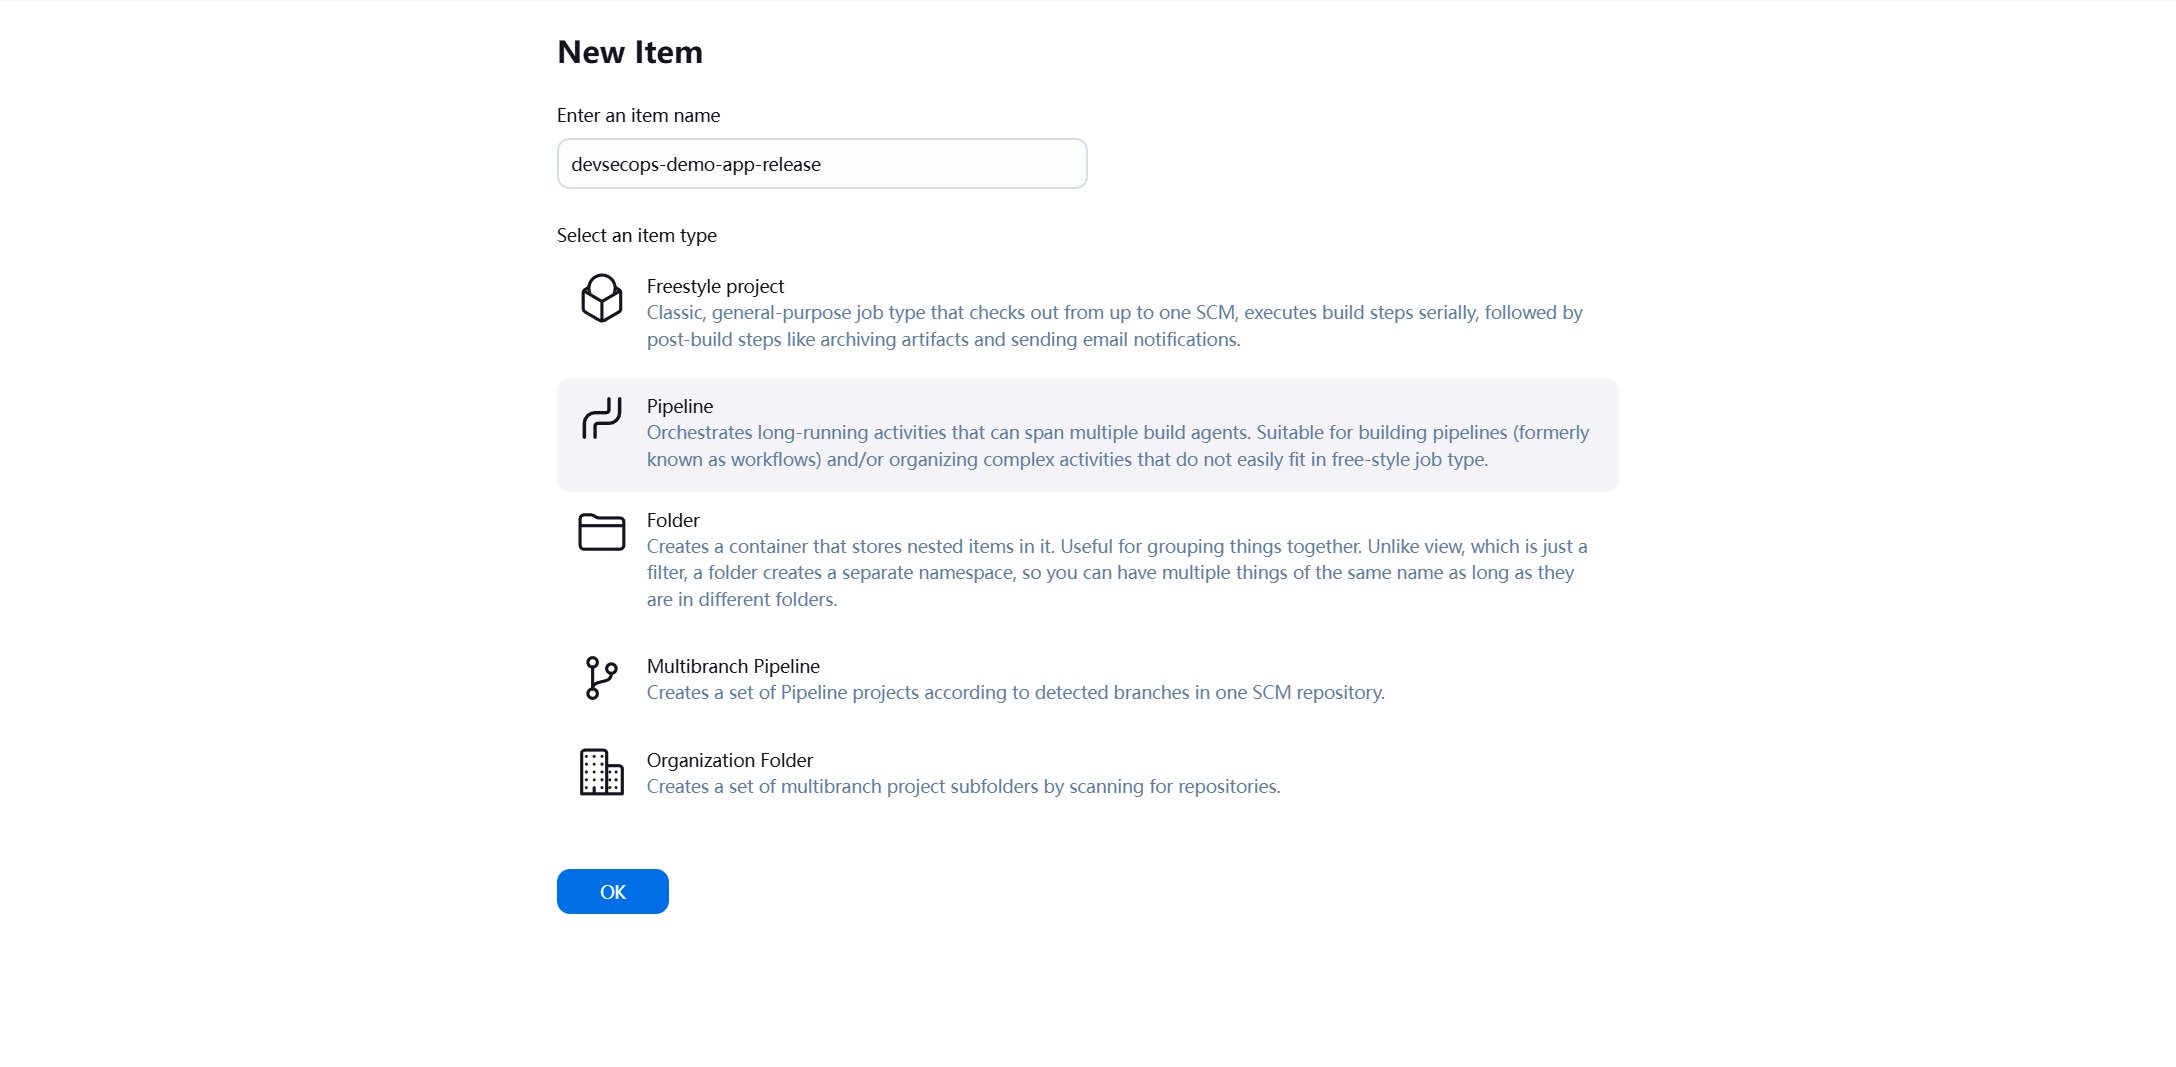 New Item
Enter an item name
devsecops-demo-app-release
Select an item type
Freestyle project
Classic, general-purpose job type that checks out from up to one SCM, executes build steps serially, followed by
post-build steps like archiving artifacts and sending email notifications.
Pipeline
Orchestrates long-running activities that can span multiple build agents. Suitable for building pipelines (formerly
known as workflows) and/or organizing complex activities that do not easily fit in free-style job type.
Folder
Creates a container that stores nested items in it. Useful for grouping things together. Unlike view, which is just a
filter, a folder creates a separate namespace, so you can have multiple things of the same name as long as they
are in different folders.
Multibranch Pipeline
Creates a set of Pipeline projects according to detected branches in one SCM repository.
Organization Folder
Creates a set of multibranch project subfolders by scanning for repositories.
OK